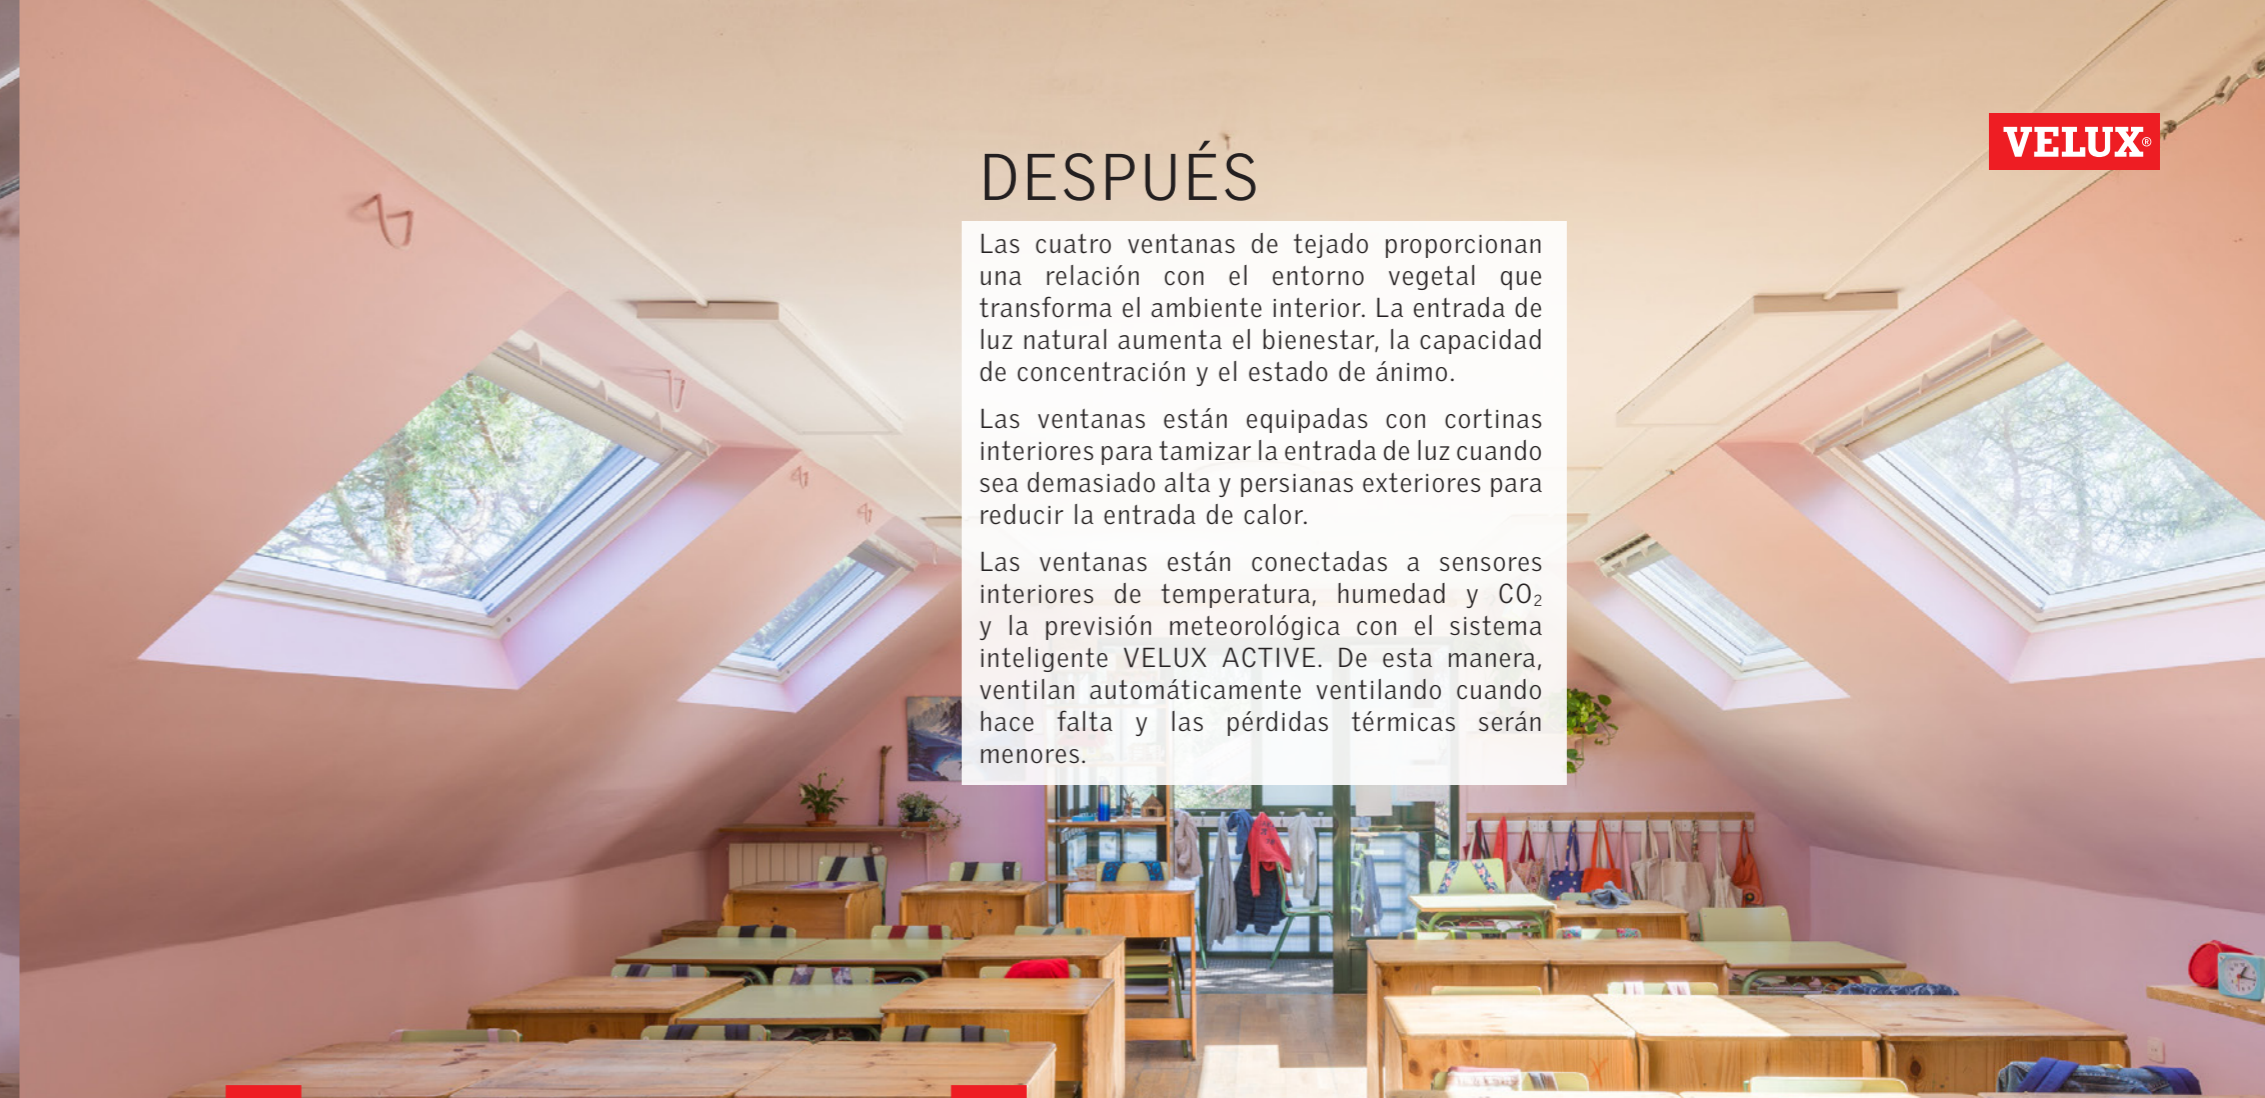 DESPUÉS
VELUX®
Las cuatro ventanas de tejado proporcionan
una relación con el entorno vegetal que
transforma el ambiente interior. La entrada de
luz natural aumenta el bienestar, la capacidad
de concentración y el estado de ánimo.
Las ventanas están equipadas con cortinas
interiores para tamizar la entrada de luz cuando
sea demasiado alta y persianas exteriores para
reducir la entrada de calor.
Las ventanas están conectadas a sensores
interiores de temperatura, humedad y CO₂
y la previsión meteorológica con el sistema
inteligente VELUX ACTIVE. De esta manera,
ventilan automáticamente ventilando cuando
hace falta y las pérdidas térmicas serán
menores.